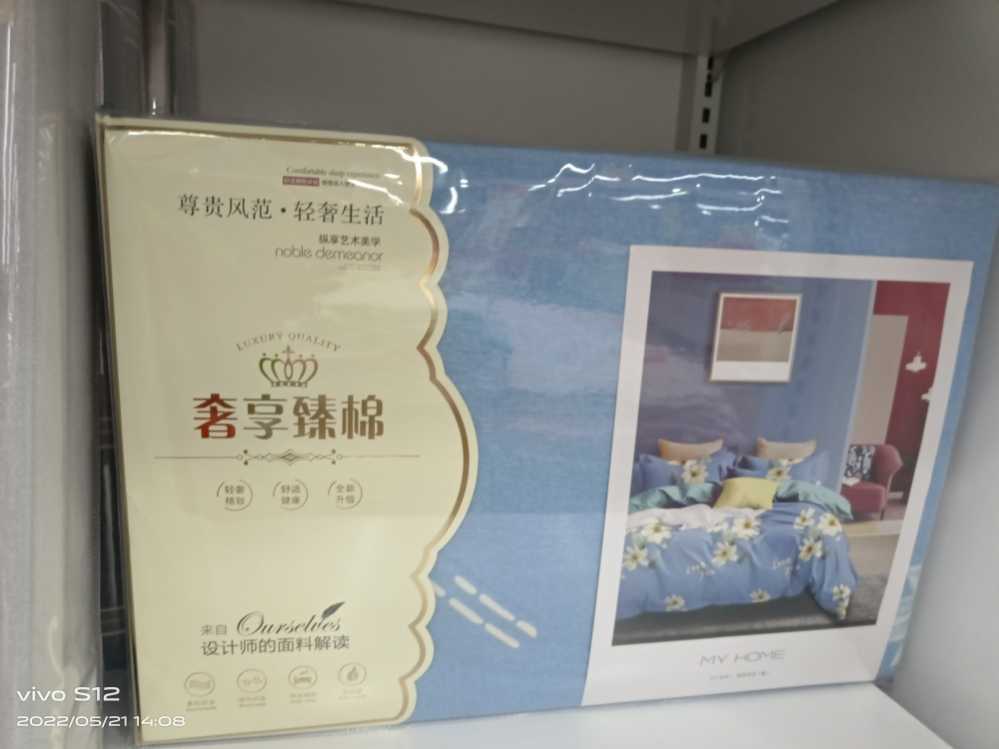 Comfortable sleep experience
尊贵风范·轻奢生活
纵享艺术美学
noble demeanor
LUXURY QUALITY
奢享臻棉
轻奢
格致
舒适
健康
全新
升级
来自 Ourselves
设计师的面料解读
MY HOME
vivo S12
2022/05/21 14:08